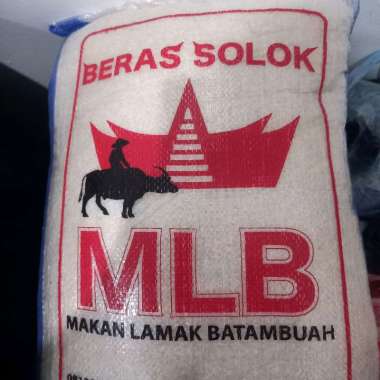 BERAS SOLOK
MLB
MAKAN LAMAK BATAMBUAH